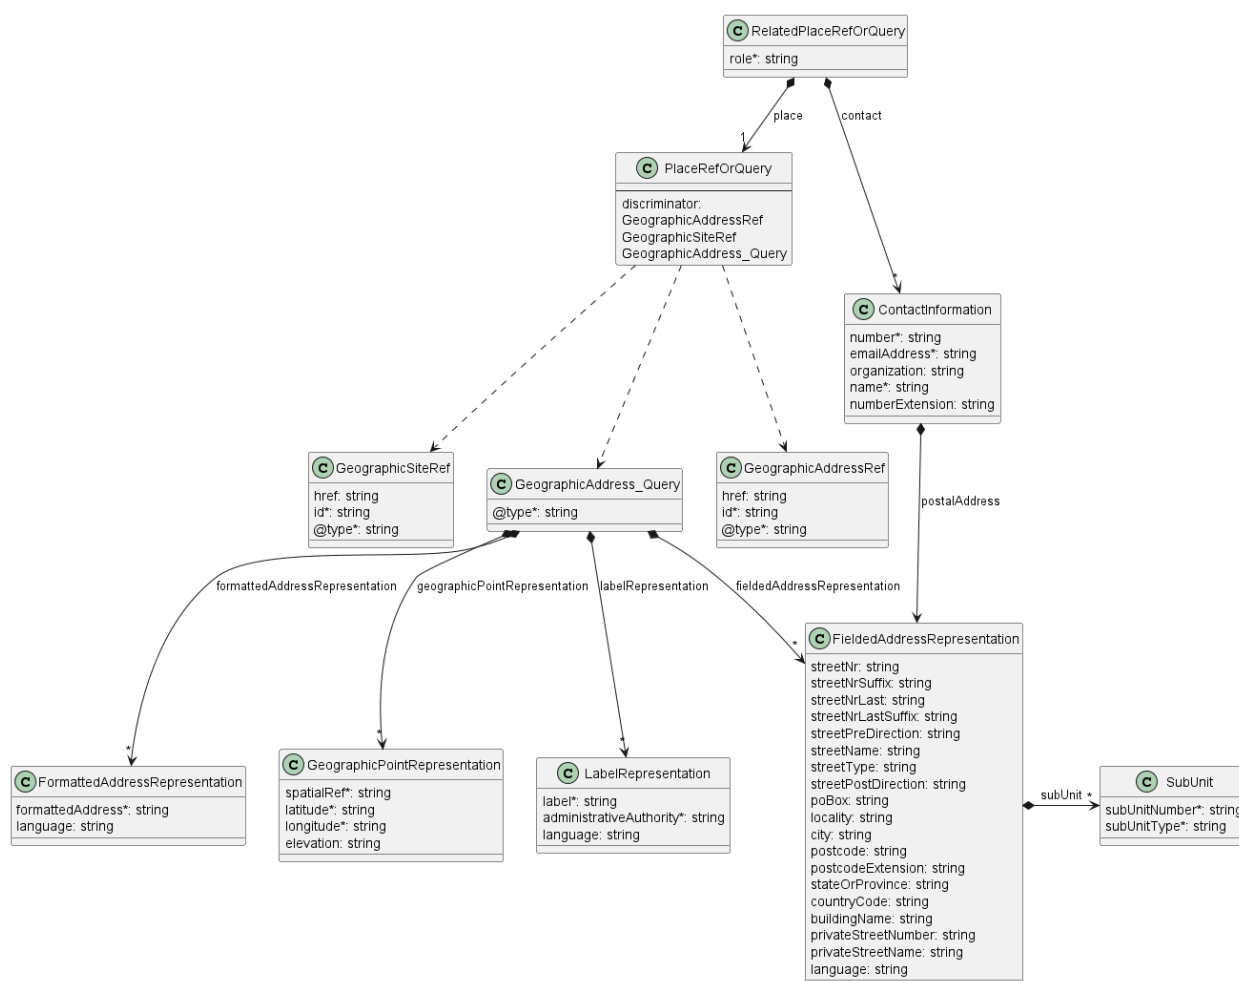 C RelatedPlaceRefOrQuery
role*: string
place
contact
1
C PlaceRefOrQuery
discriminator:
GeographicAddressRef
GeographicSiteRef
GeographicAddress_Query
*
C ContactInformation
number*: string
emailAddress*: string
organization: string
name*: string
numberExtension: string
C GeographicSiteRef
href: string
id*: string
@type*: string
C GeographicAddress_Query
@type*: string
C GeographicAddressRef
href: string
id*: string
@type*: string
postalAddress
formattedAddressRepresentation
geographicPointRepresentation
labelRepresentation
fieldedAddressRepresentation
*
*
*
*
C FormattedAddressRepresentation
formattedAddress*: string
language: string
C GeographicPointRepresentation
spatialRef*: string
latitude*: string
longitude*: string
elevation: string
C LabelRepresentation
label*: string
administrativeAuthority*: string
language: string
C FieldedAddressRepresentation
streetNr: string
streetNrSuffix: string
streetNrLast: string
streetNrLastSuffix: string
streetPreDirection: string
streetName: string
streetType: string
streetPostDirection: string
poBox: string
locality: string
city: string
postcode: string
postcodeExtension: string
stateOrProvince: string
countryCode: string
buildingName: string
privateStreetNumber: string
privateStreetName: string
language: string
subUnit *
C SubUnit
subUnitNumber*: string
subUnitType*: string